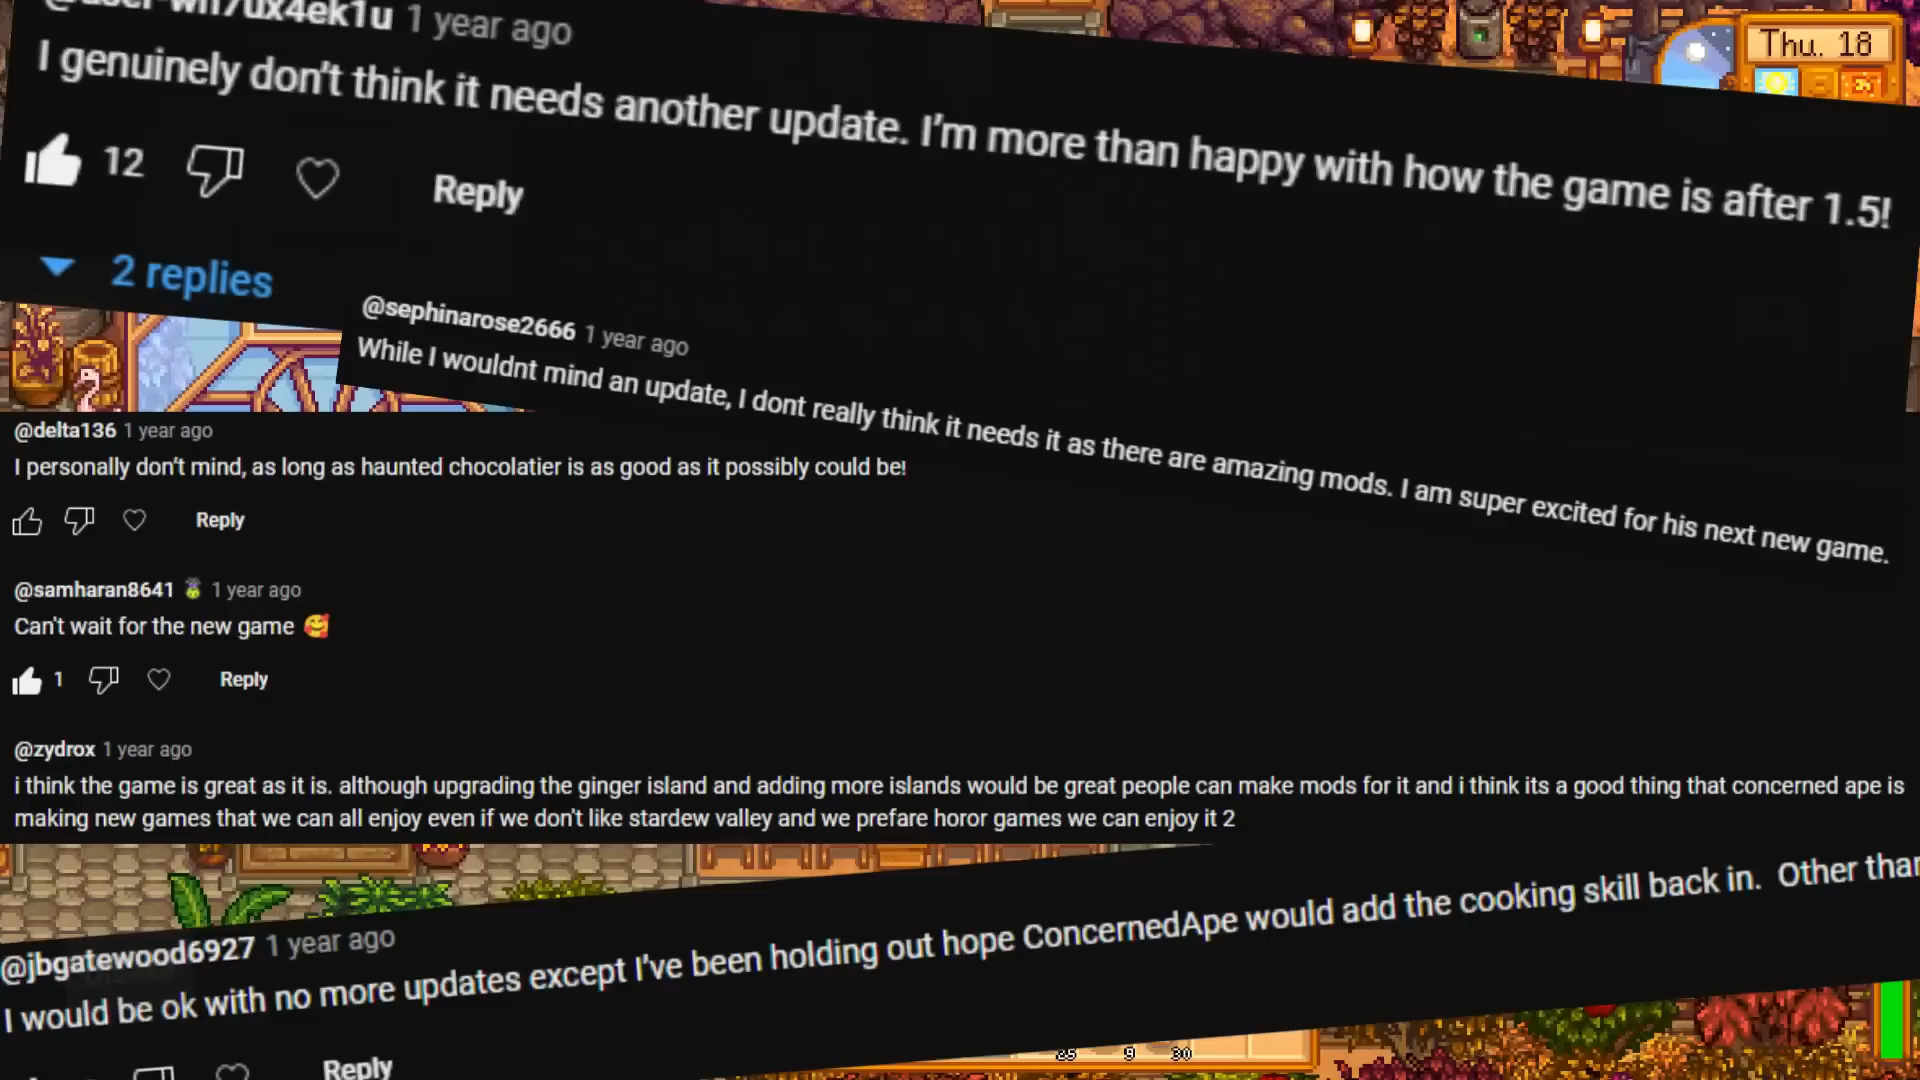 1 year ago
Thu. 18
I genuinely don't think it needs another update. I'm more than happy with how the game is after 1.5!
12 Reply
2 replies
@sephinarose2666 1 year ago
While I wouldnt mind an update, I dont really think it needs it as there are amazing mods. I am super excited for his next new game.
@delta136 1 year ago
I personally don't mind, as long as haunted chocolatier is as good as it possibly could be!
Reply
@samharan8641 1 year ago
Can't wait for the new game 🥰
1 Reply
@zydrox 1 year ago
i think the game is great as it is. although upgrading the ginger island and adding more islands would be great people can make mods for it and i think its a good thing that concerned ape is
making new games that we can all enjoy even if we don't like stardew valley and we prefare horor games we can enjoy it 2
@jbgatewood6927 1 year ago
I would be ok with no more updates except I've been holding out hope ConcernedApe would add the cooking skill back in. Other than
Reply
25 9 30